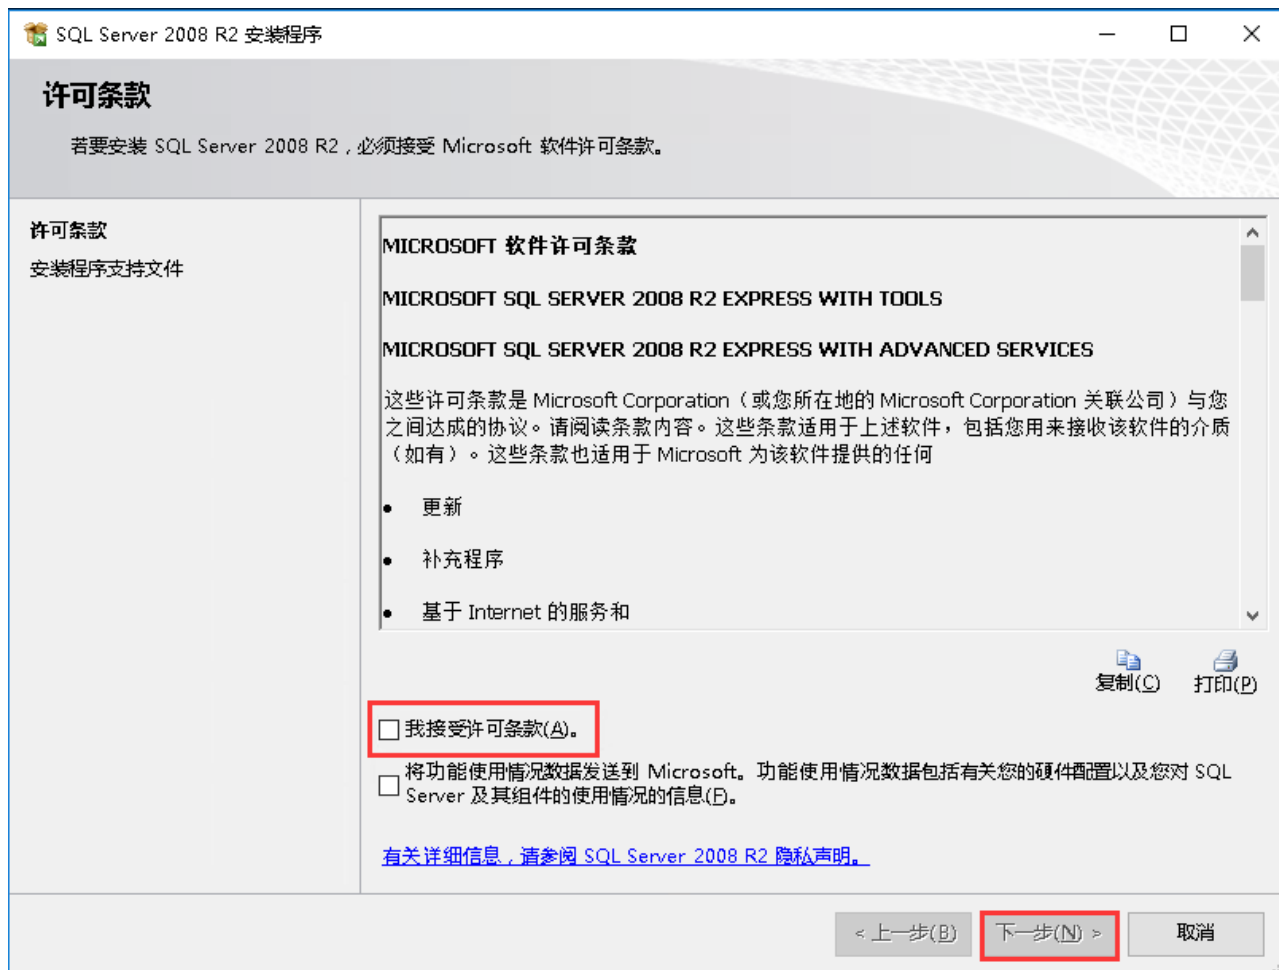 SQL Server 2008 R2 安装程序
许可条款
若要安装 SQL Server 2008 R2，必须接受 Microsoft 软件许可条款。
许可条款
安装程序支持文件
MICROSOFT 软件许可条款
MICROSOFT SQL SERVER 2008 R2 EXPRESS WITH TOOLS
MICROSOFT SQL SERVER 2008 R2 EXPRESS WITH ADVANCED SERVICES
这些许可条款是 Microsoft Corporation（或您所在地的 Microsoft Corporation 关联公司）与您
之间达成的协议。请阅读条款内容。这些条款适用于上述软件，包括您用来接收该软件的介质
（如有）。这些条款也适用于 Microsoft 为该软件提供的任何
• 更新
• 补充程序
• 基于 Internet 的服务和
复制(C) 打印(P)
我接受许可条款(A)。
将功能使用情况数据发送到 Microsoft。功能使用情况数据包括有关您的硬件配置以及您对 SQL
Server 及其组件的使用情况的信息(F)。
有关详细信息，请参阅 SQL Server 2008 R2 隐私声明。
< 上一步(B) 下一步(N) > 取消